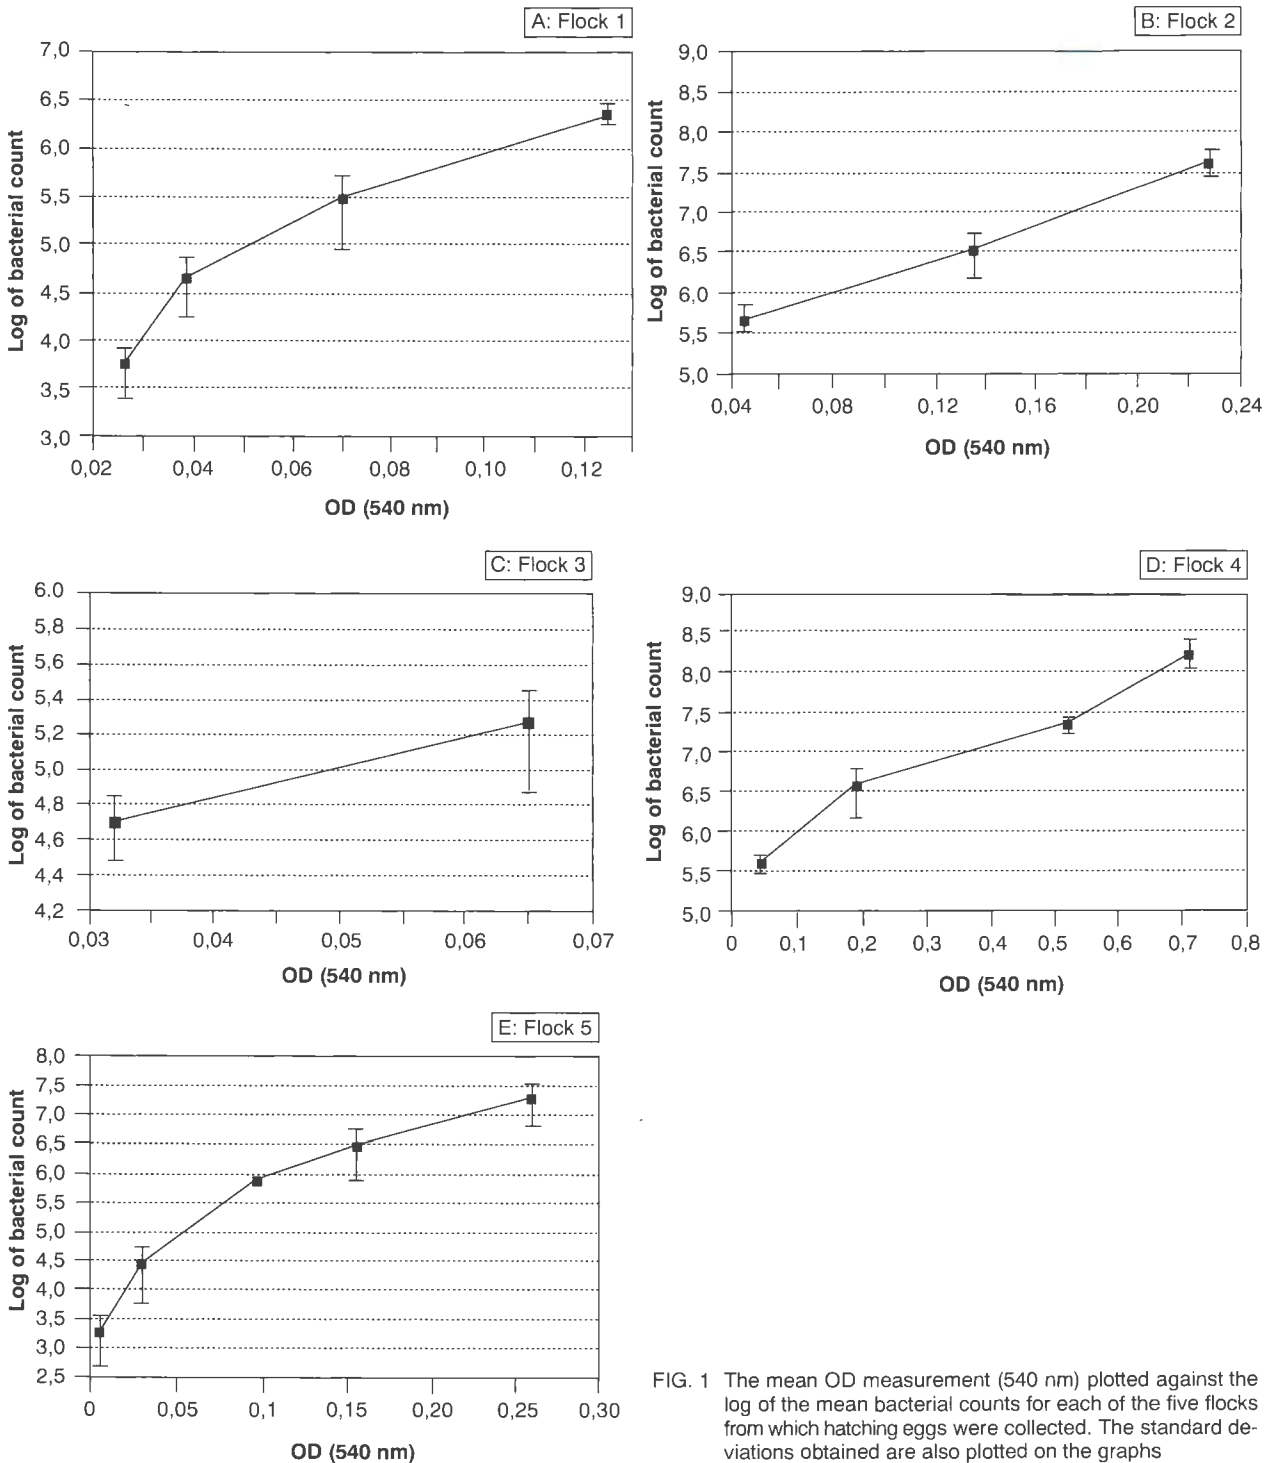 A: Flock 1
7,0
6,5
6,0
5,5
5,0
4,5
4,0
3,5
3,0
Log of bacterial count
0,02 0,04 0,06 0,08 0,10 0,12
OD (540 nm)
B: Flock 2
9,0
8,5
8,0
7,5
7,0
6,5
6,0
5,5
5,0
Log of bacterial count
0,04 0,08 0,12 0,16 0,20 0,24
OD (540 nm)
C: Flock 3
6.0
5,8
5,6
5,4
5,2
5,0
4,8
4,6
4,4
4,2
Log of bacterial count
0,03 0,04 0,05 0,06 0,07
OD (540 nm)
D: Flock 4
9,0
8,5
8,0
7,5
7,0
6,5
6,0
5,5
5,0
Log of bacterial count
0 0,1 0,2 0,3 0,4 0,5 0,6 0,7 0,8
OD (540 nm)
E: Flock 5
8,0
7,5
7,0
6,5
6,0
5,5
5,0
4,5
4,0
3,5
3,0
2,5
Log of bacterial count
0 0,05 0,1 0,15 0,20 0,25 0,30
OD (540 nm)
FIG. 1 The mean OD measurement (540 nm) plotted against the
log of the mean bacterial counts for each of the five flocks
from which hatching eggs were collected. The standard de-
viations obtained are also plotted on the graphs